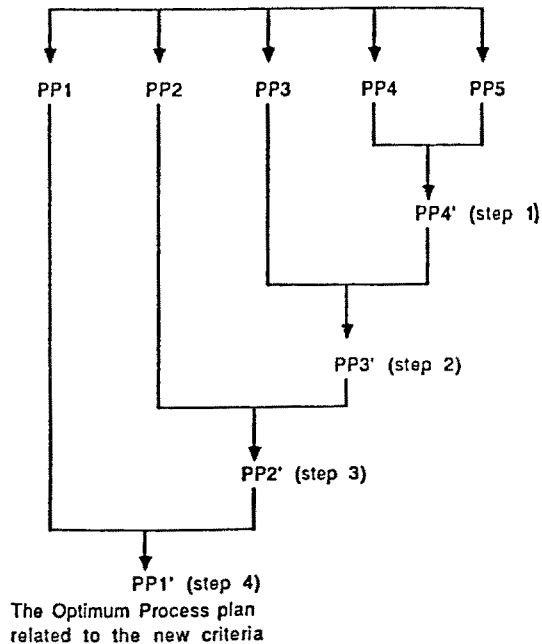 PP1 PP2 PP3 PP4 PP5
PP4' (step 1)
PP3' (step 2)
PP2' (step 3)
PP1' (step 4)
The Optimum Process plan
related to the new criteria